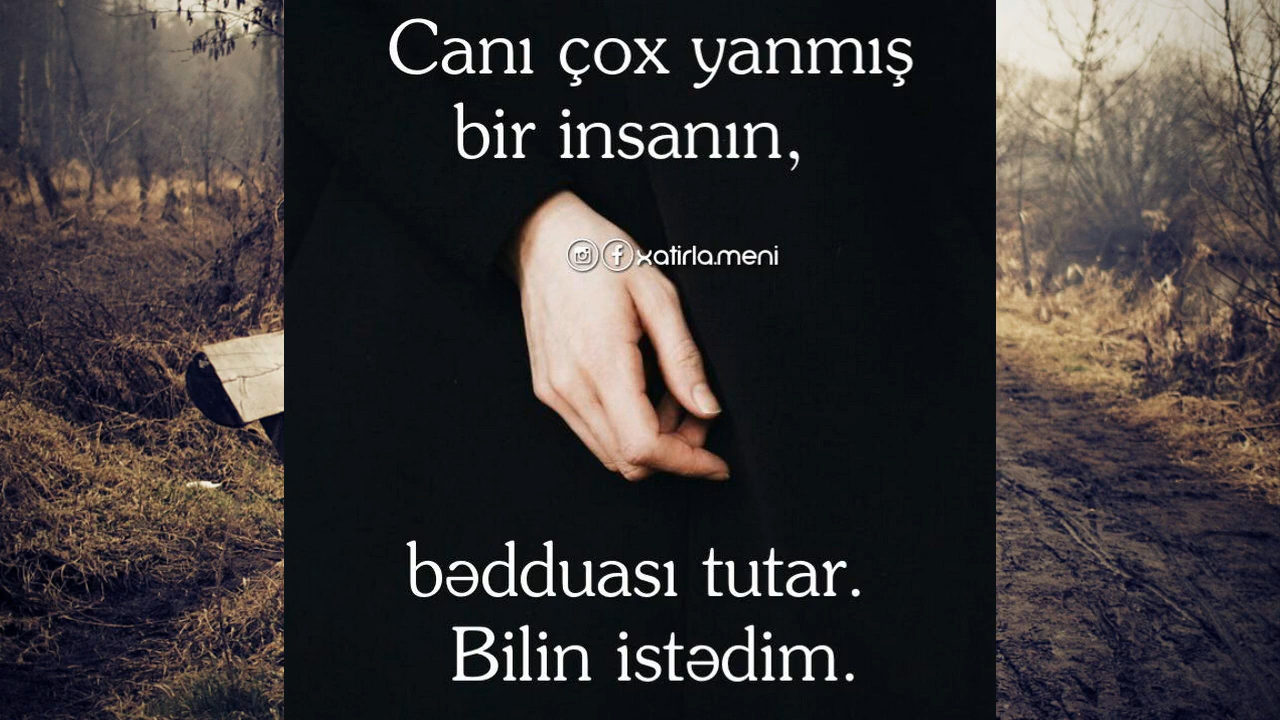 Canı çox yanmış
bir insanın,
xatirla.meni
bədduası tutar.
Bilin istədim.